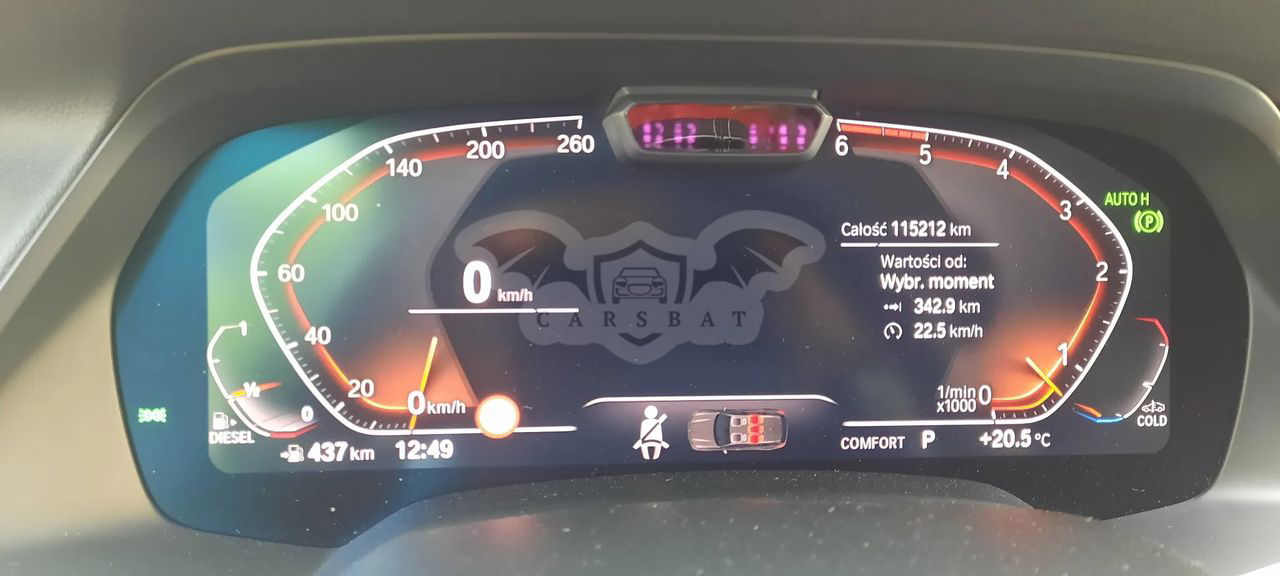 260
200
140
100
60
40
20
0 km/h
6
5
4
3
2
1
0
1/min
x1000
AUTO H
P
Całość 115212 km
Wartości od:
Wybr. moment
342.9 km
22.5 km/h
0 km/h
CARSBAT
1
½
0
DIESEL
437 km
12:49
COMFORT P +20.5 °C
COLD